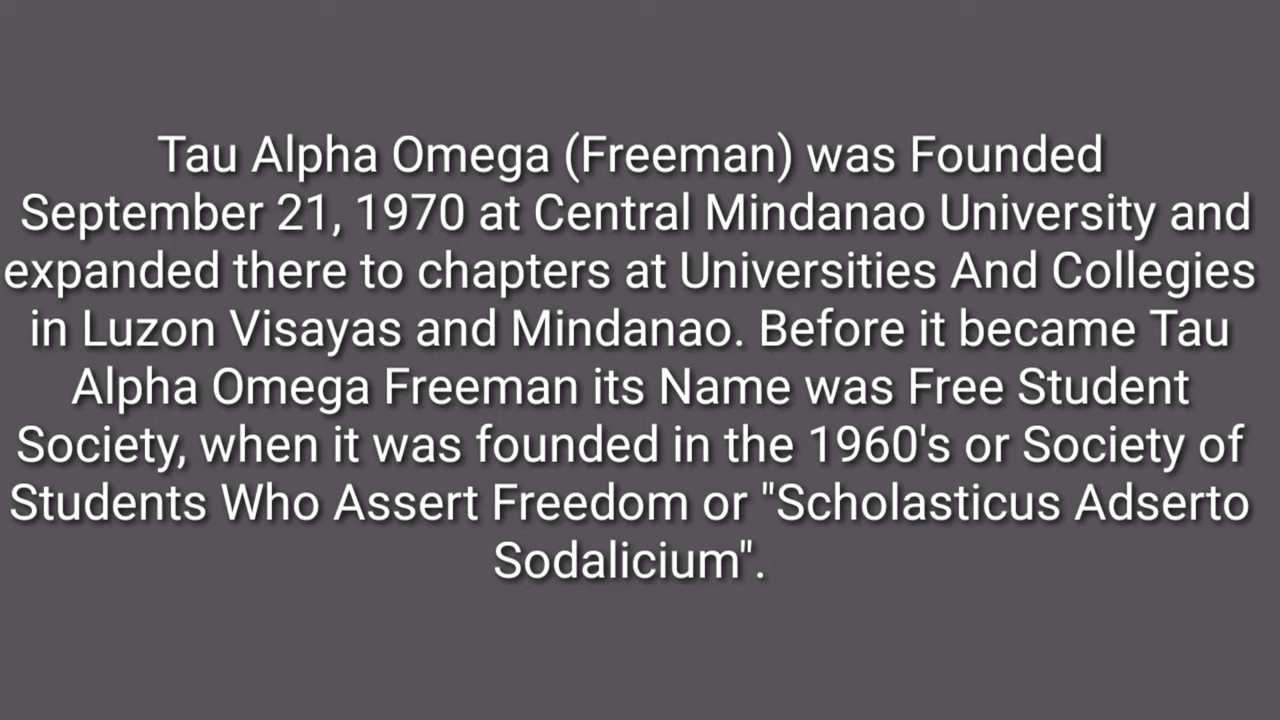 Tau Alpha Omega (Freeman) was Founded
September 21, 1970 at Central Mindanao University and
expanded there to chapters at Universities And Collegies
in Luzon Visayas and Mindanao. Before it became Tau
Alpha Omega Freeman its Name was Free Student
Society, when it was founded in the 1960's or Society of
Students Who Assert Freedom or "Scholasticus Adserto
Sodalicium".